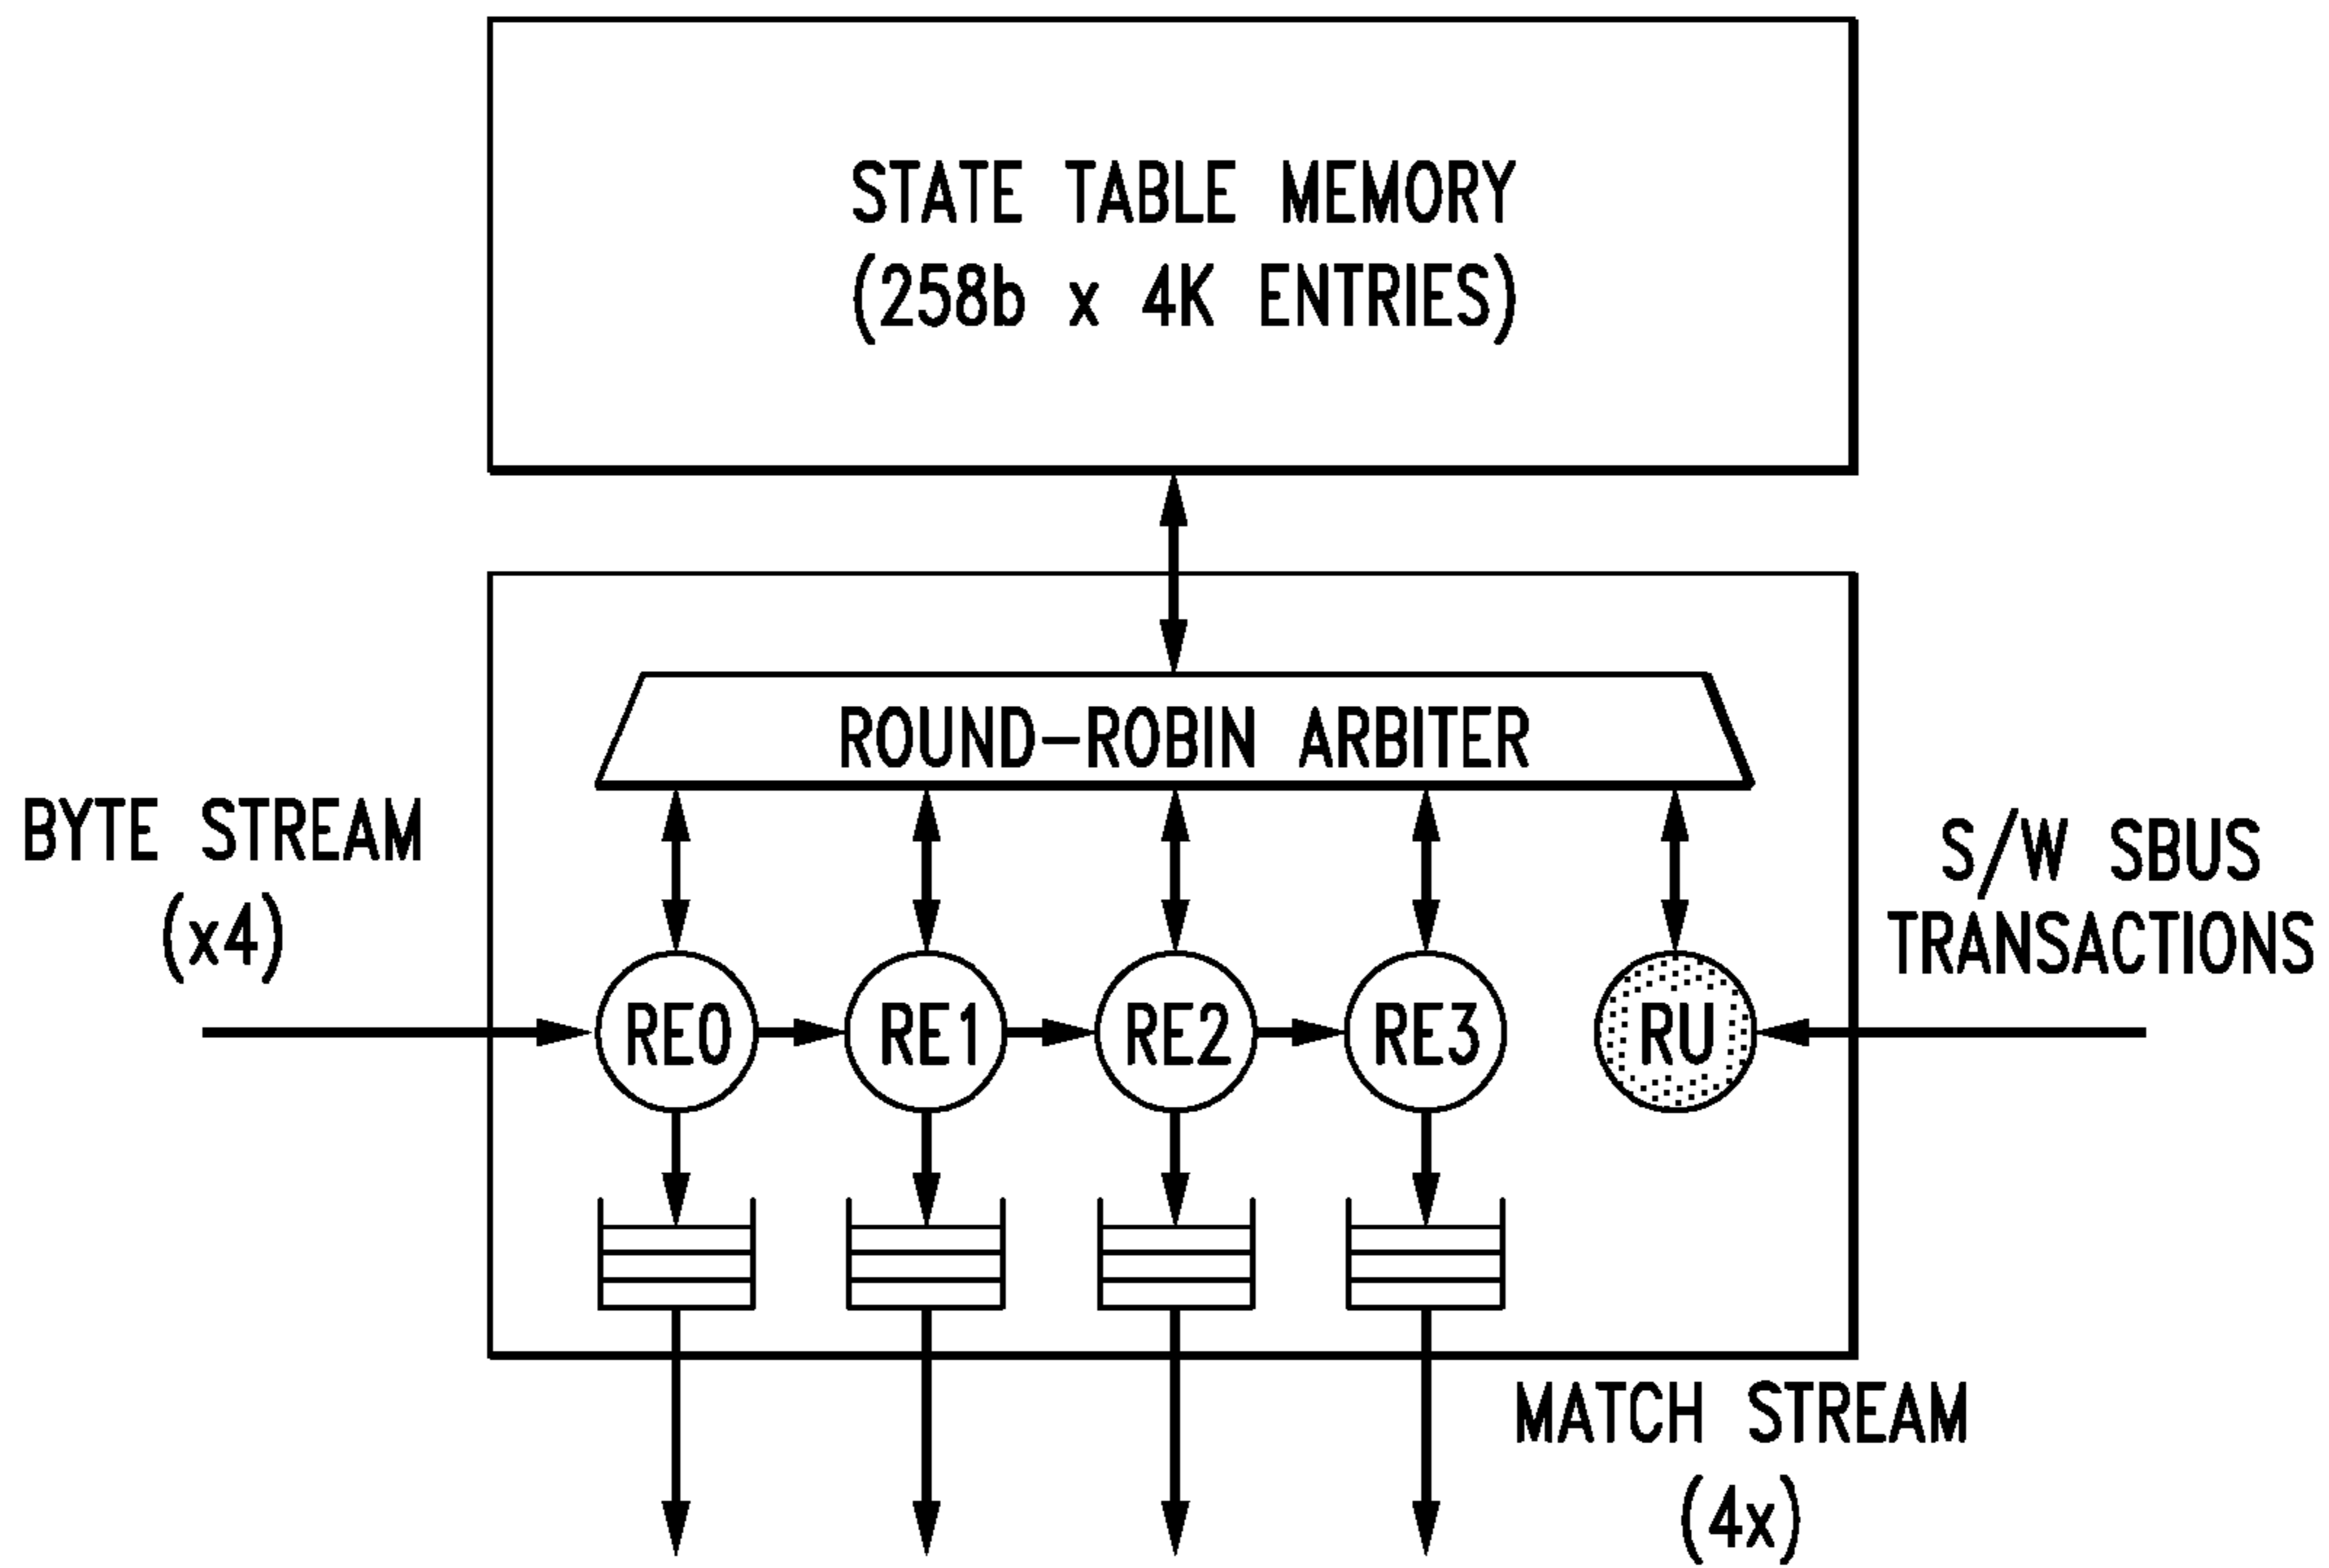 STATE TABLE MEMORY
(258b x 4K ENTRIES)
ROUND-ROBIN ARBITER
BYTE STREAM
(x4)
S/W SBUS
TRANSACTIONS
RE0
RE1
RE2
RE3
RU
MATCH STREAM
(4x)